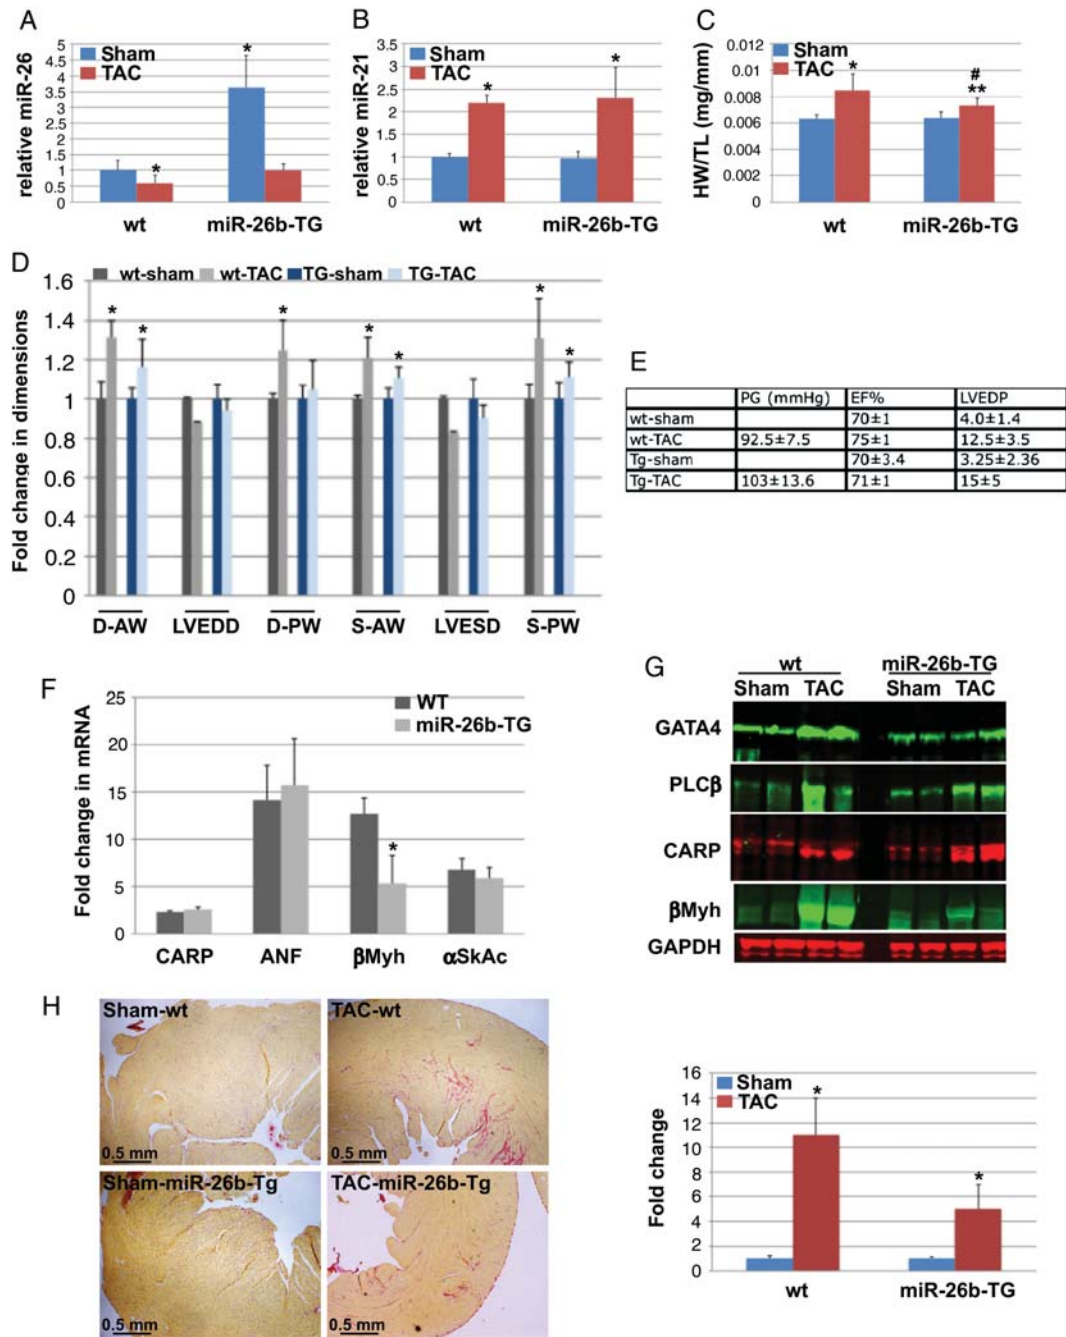 A
relative miR-26
5
4.5
4
3.5
3
2.5
2
1.5
1
0.5
0
Sham
TAC
*
*
wt
miR-26b-TG
B
relative miR-21
3.5
3
2.5
2
1.5
1
0.5
0
Sham
TAC
*
*
wt
miR-26b-TG
C
HW/TL (mg/mm)
0.012
0.01
0.008
0.006
0.004
0.002
0
Sham
TAC
*
#
**
wt
miR-26b-TG
D
Fold change in dimensions
1.6
1.4
1.2
1
0.8
0.6
0.4
0.2
0
wt-sham wt-TAC TG-sham TG-TAC
* * * * * * *
D-AW LVEDD D-PW S-AW LVESD S-PW
E
PG (mmHg) EF% LVEDP
wt-sham 70±1 4.0±1.4
wt-TAC 92.5±7.5 75±1 12.5±3.5
Tg-sham 70±3.4 3.25±2.36
Tg-TAC 103±13.6 71±1 15±5
F
Fold change in mRNA
25
20
15
10
5
0
WT
miR-26b-TG
*
CARP ANF βMyh αSkAc
G
wt miR-26b-TG
Sham TAC Sham TAC
GATA4
PLCβ
CARP
βMyh
GAPDH
H
Sham-wt
0.5 mm
TAC-wt
0.5 mm
Sham-miR-26b-Tg
0.5 mm
TAC-miR-26b-Tg
0.5 mm
Fold change
16
14
12
10
8
6
4
2
0
Sham
TAC
*
*
wt
miR-26b-TG